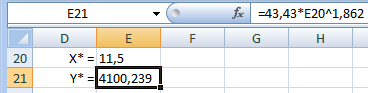 E21 fx =43,43*E20^1,862
D E F G H
20 X* = 11,5
21 Y* = 4100,239